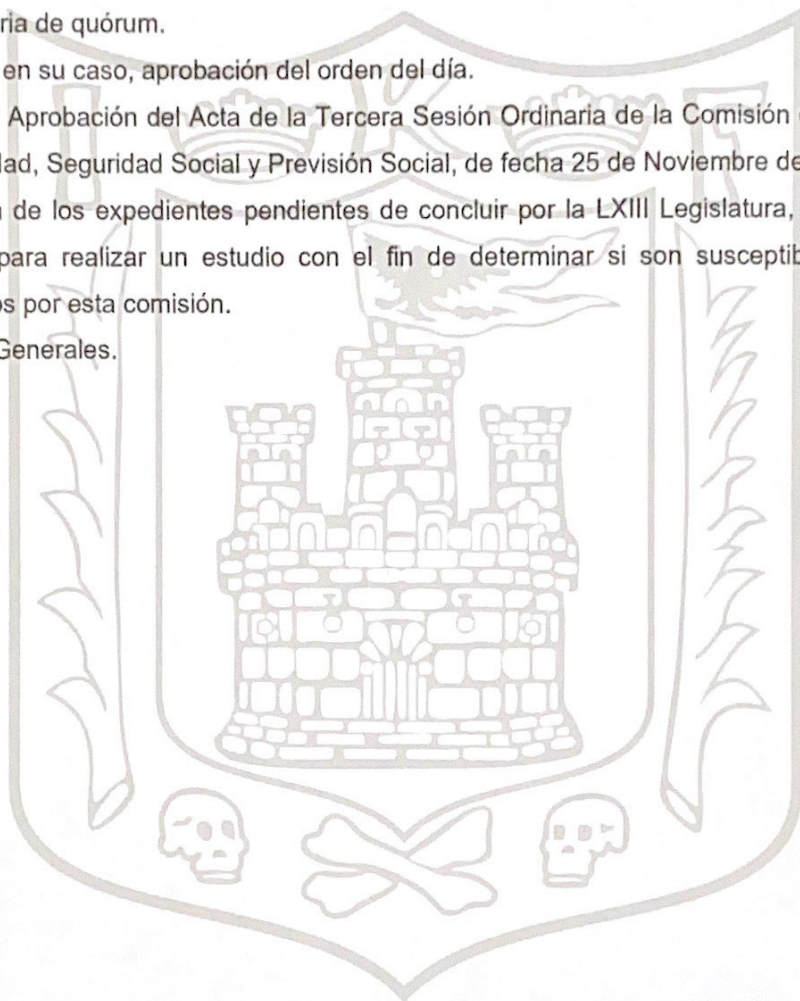 ria de quórum.
en su caso, aprobación del orden del día.
Aprobación del Acta de la Tercera Sesión Ordinaria de la Comisión
dad, Seguridad Social y Previsión Social, de fecha 25 de Noviembre de
de los expedientes pendientes de concluir por la LXIII Legislatura,
para realizar un estudio con el fin de determinar si son susceptib
s por esta comisión.
Generales.
I K F